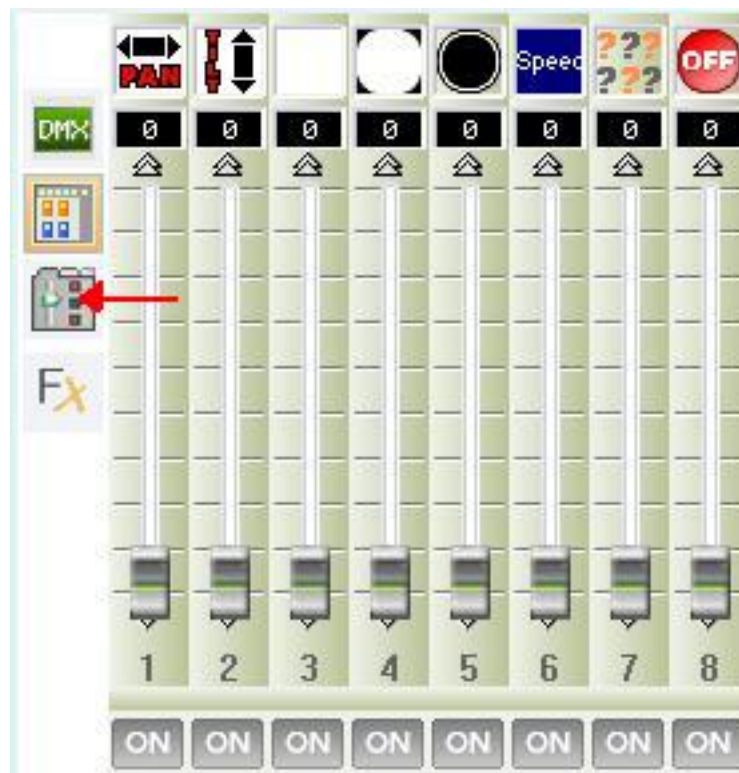 PAN TILT Speed ??? ??? OFF
DMX 0 0 0 0 0 0 0 0
Fx
1 2 3 4 5 6 7 8
ON ON ON ON ON ON ON ON